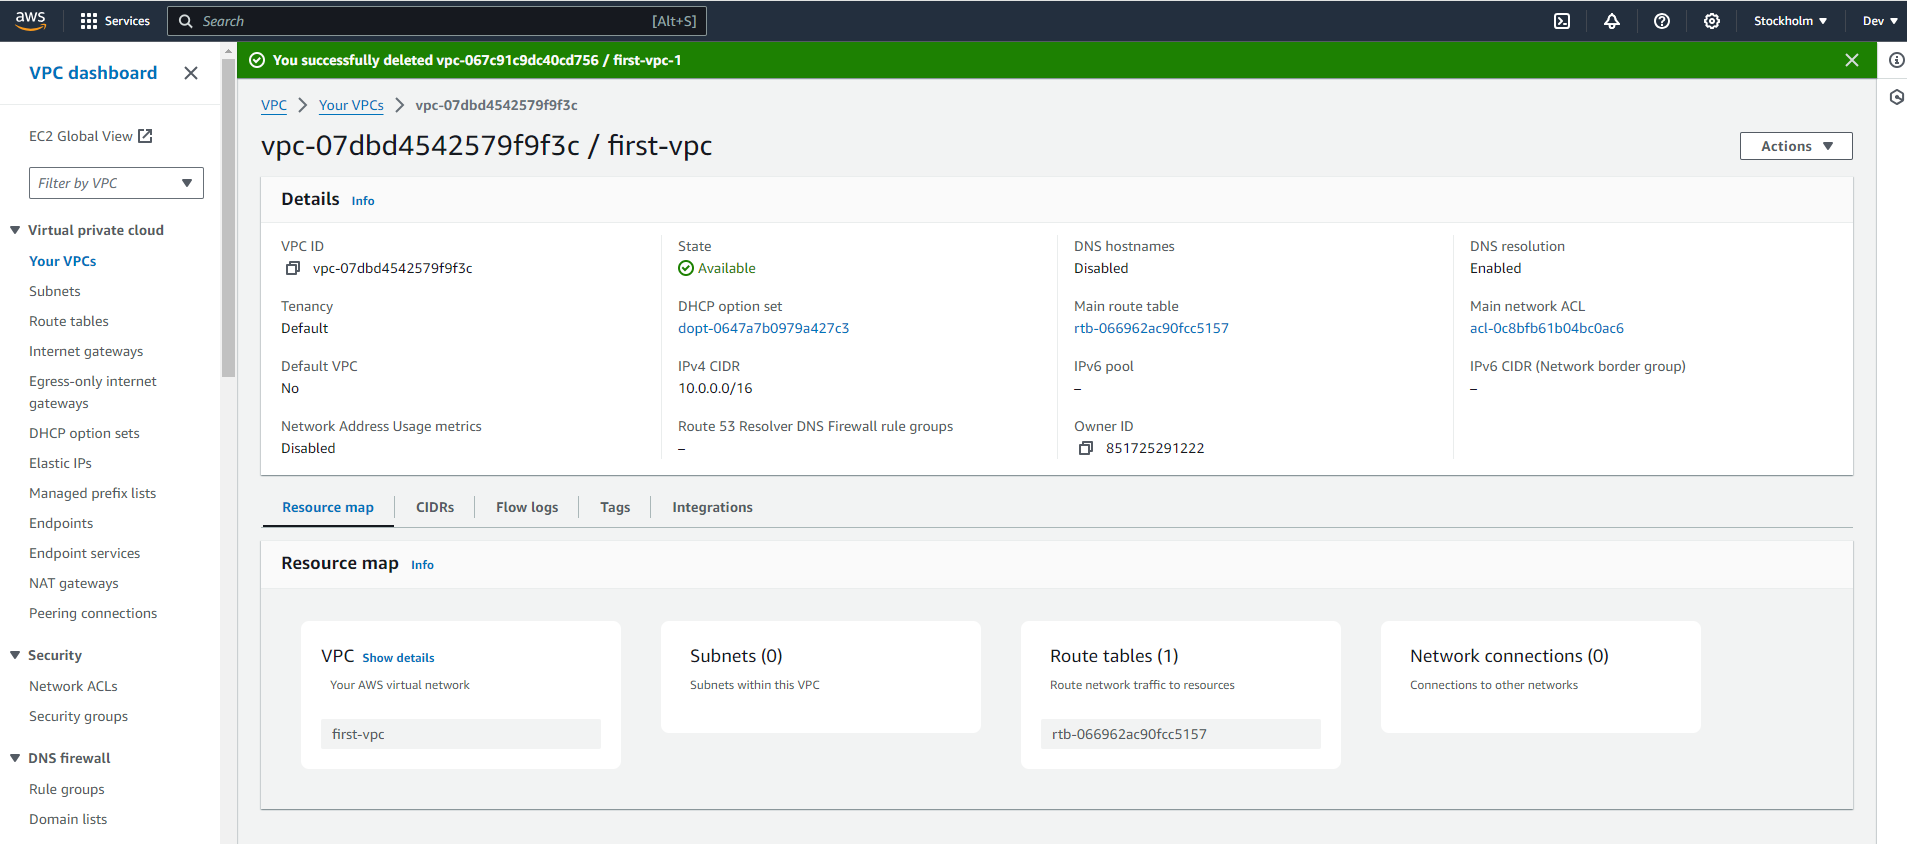 aws
Services
Search
[Alt+S]
Stockholm
Dev
VPC dashboard
EC2 Global View
Filter by VPC
Virtual private cloud
Your VPCs
Subnets
Route tables
Internet gateways
Egress-only internet
gateways
DHCP option sets
Elastic IPs
Managed prefix lists
Endpoints
Endpoint services
NAT gateways
Peering connections
Security
Network ACLs
Security groups
DNS firewall
Rule groups
Domain lists
You successfully deleted vpc-067c91c9dc40cd756 / first-vpc-1
VPC > Your VPCs > vpc-07dbd4542579f9f3c
vpc-07dbd4542579f9f3c / first-vpc
Actions
Details Info
VPC ID
vpc-07dbd4542579f9f3c
State
Available
DNS hostnames
Disabled
DNS resolution
Enabled
Tenancy
Default
DHCP option set
dopt-0647a7b0979a427c3
Main route table
rtb-066962ac90fcc5157
Main network ACL
acl-0c8bfb61b04bc0ac6
Default VPC
No
IPv4 CIDR
10.0.0.0/16
IPv6 pool
–
IPv6 CIDR (Network border group)
–
Network Address Usage metrics
Disabled
Route 53 Resolver DNS Firewall rule groups
–
Owner ID
851725291222
Resource map
CIDRs
Flow logs
Tags
Integrations
Resource map Info
VPC Show details
Your AWS virtual network
first-vpc
Subnets (0)
Subnets within this VPC
Route tables (1)
Route network traffic to resources
rtb-066962ac90fcc5157
Network connections (0)
Connections to other networks